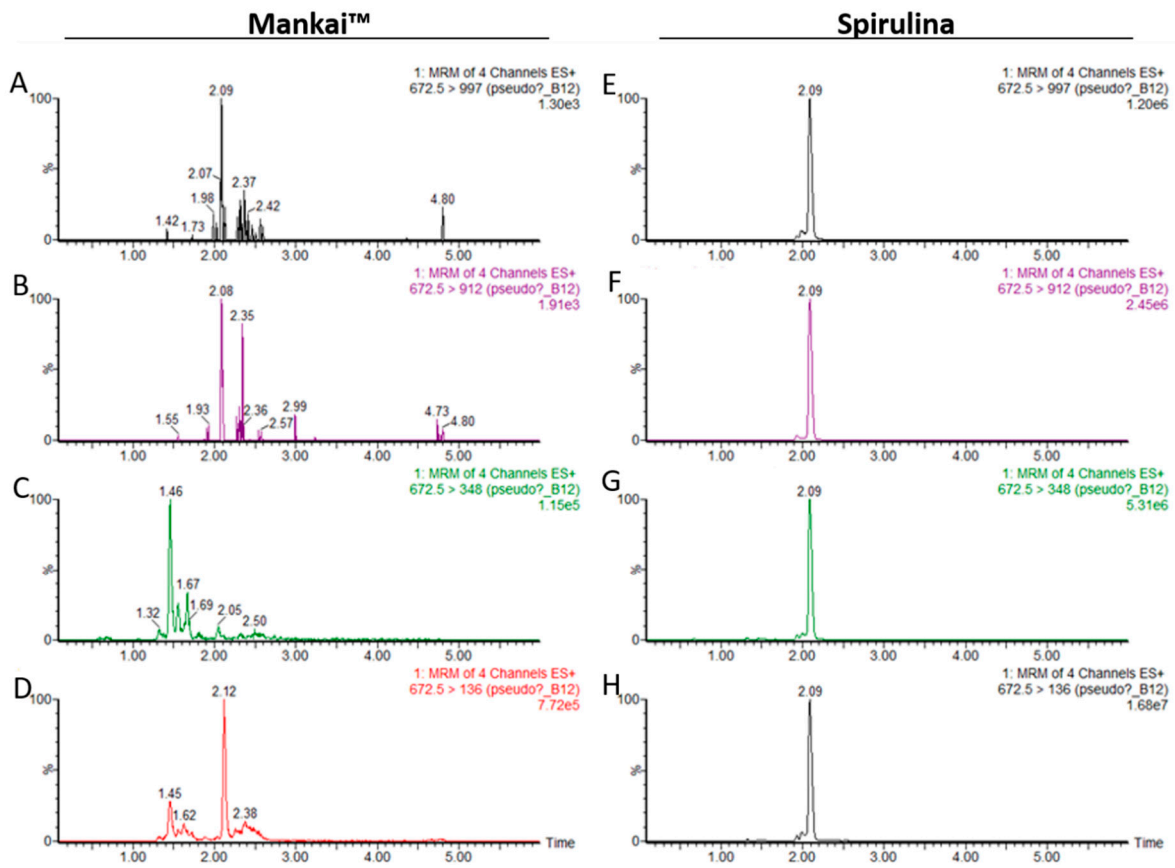 Mankai™
Spirulina
A
1: MRM of 4 Channels ES+
672.5 > 997 (pseudo?_B12)
1.30e3
100
%
0
2.09
2.07
1.98
1.42
1.73
2.37
2.42
4.80
1.00 2.00 3.00 4.00 5.00
B
1: MRM of 4 Channels ES+
672.5 > 912 (pseudo?_B12)
1.91e3
100
%
0
2.08
2.35
1.55
1.93
2.36
2.57
2.99
4.73
4.80
1.00 2.00 3.00 4.00 5.00
C
1: MRM of 4 Channels ES+
672.5 > 348 (pseudo?_B12)
1.15e5
100
%
0
1.46
1.67
1.32
1.69
2.05
2.50
1.00 2.00 3.00 4.00 5.00
D
1: MRM of 4 Channels ES+
672.5 > 136 (pseudo?_B12)
7.72e5
100
%
0
2.12
1.45
1.62
2.38
Time
1.00 2.00 3.00 4.00 5.00
E
1: MRM of 4 Channels ES+
672.5 > 997 (pseudo?_B12)
1.20e6
100
%
0
2.09
1.00 2.00 3.00 4.00 5.00
F
1: MRM of 4 Channels ES+
672.5 > 912 (pseudo?_B12)
2.45e6
100
%
0
2.09
1.00 2.00 3.00 4.00 5.00
G
1: MRM of 4 Channels ES+
672.5 > 348 (pseudo?_B12)
5.31e6
100
%
0
2.09
1.00 2.00 3.00 4.00 5.00
H
1: MRM of 4 Channels ES+
672.5 > 136 (pseudo?_B12)
1.68e7
100
%
0
2.09
Time
1.00 2.00 3.00 4.00 5.00